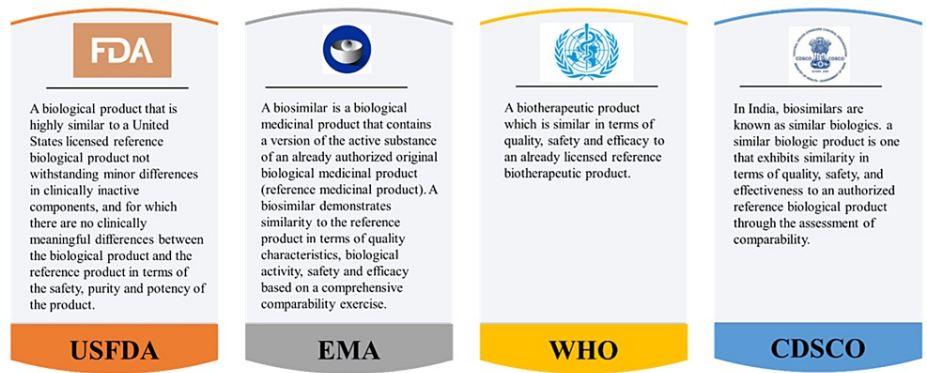 FDA
A biological product that is
highly similar to a United
States licensed reference
biological product not
withstanding minor differences
in clinically inactive
components, and for which
there are no clinically
meaningful differences between
the biological product and the
reference product in terms of
the safety, purity and potency of
the product.
USFDA
A biosimilar is a biological
medicinal product that contains
a version of the active substance
of an already authorized original
biological medicinal product
(reference medicinal product). A
biosimilar demonstrates
similarity to the reference
product in terms of quality
characteristics, biological
activity, safety and efficacy
based on a comprehensive
comparability exercise.
EMA
A biotherapeutic product
which is similar in terms of
quality, safety and efficacy to
an already licensed reference
biotherapeutic product.
WHO
CDSCO CDSCO
In India, biosimilars are
known as similar biologics. a
similar biologic product is one
that exhibits similarity in
terms of quality, safety, and
effectiveness to an authorized
reference biological product
through the assessment of
comparability.
CDSCO